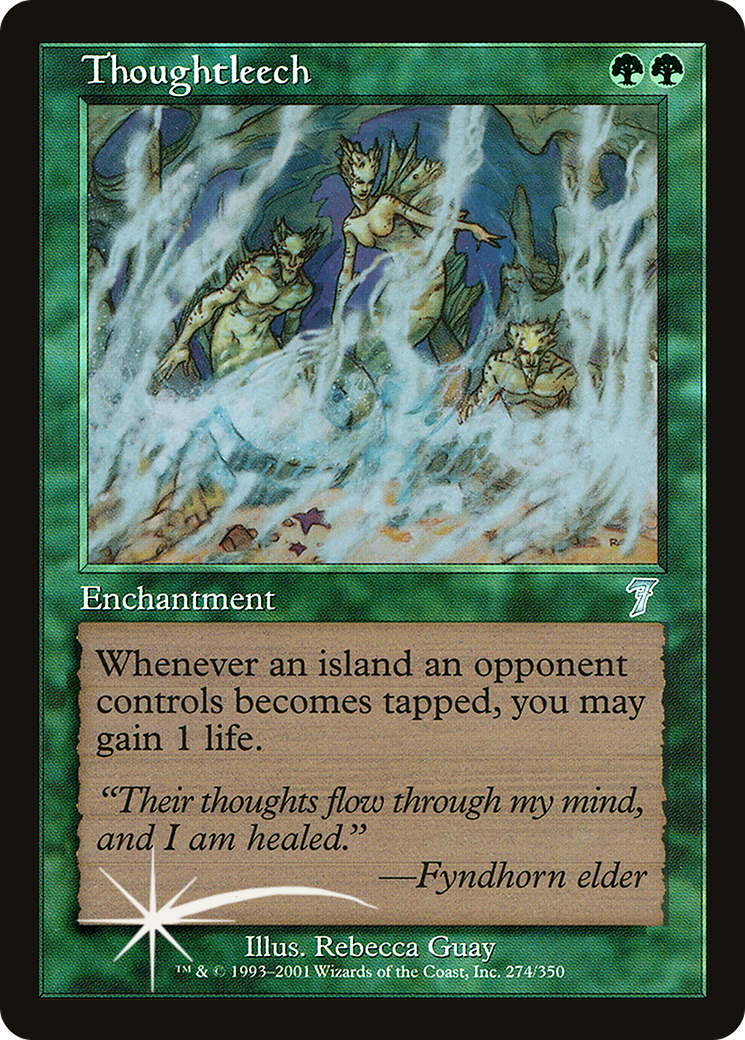 Thoughtleech
Enchantment
Whenever an island an opponent
controls becomes tapped, you may
gain 1 life.
“Their thoughts flow through my mind,
and I am healed.”
—Fyndhorn elder
Illus. Rebecca Guay
™ & © 1993–2001 Wizards of the Coast, Inc. 274/350